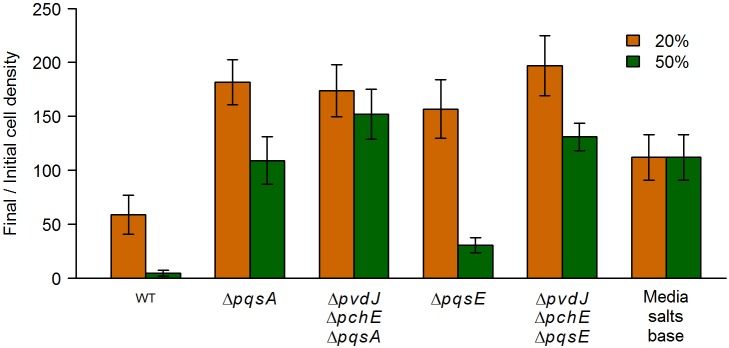 Final / Initial cell density
250
200
150
100
50
0
20%
50%
WT
ΔpqsA
ΔpvdJ
ΔpchE
ΔpqsA
ΔpqsE
ΔpvdJ
ΔpchE
ΔpqsE
Media
salts
base